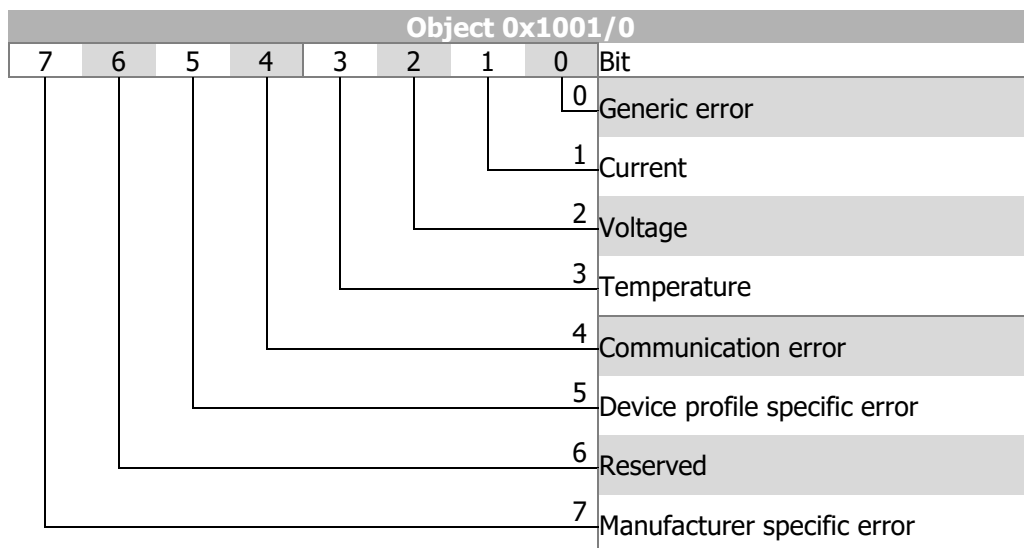 Object 0x1001/0
7 6 5 4 3 2 1 0 Bit
0 Generic error
1 Current
2 Voltage
3 Temperature
4 Communication error
5 Device profile specific error
6 Reserved
7 Manufacturer specific error